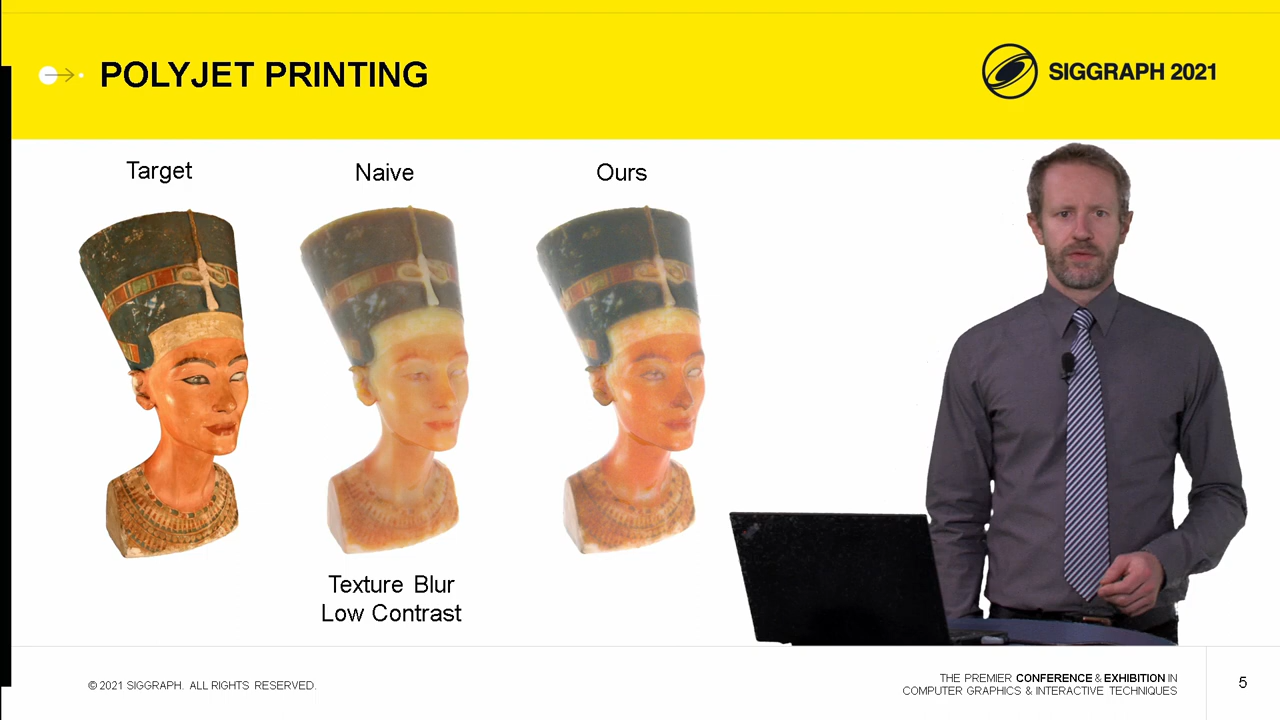 POLYJET PRINTING
SIGGRAPH 2021
Target
Naive
Ours
Texture Blur
Low Contrast
© 2021 SIGGRAPH. ALL RIGHTS RESERVED.
THE PREMIER CONFERENCE & EXHIBITION IN
COMPUTER GRAPHICS & INTERACTIVE TECHNIQUES
5